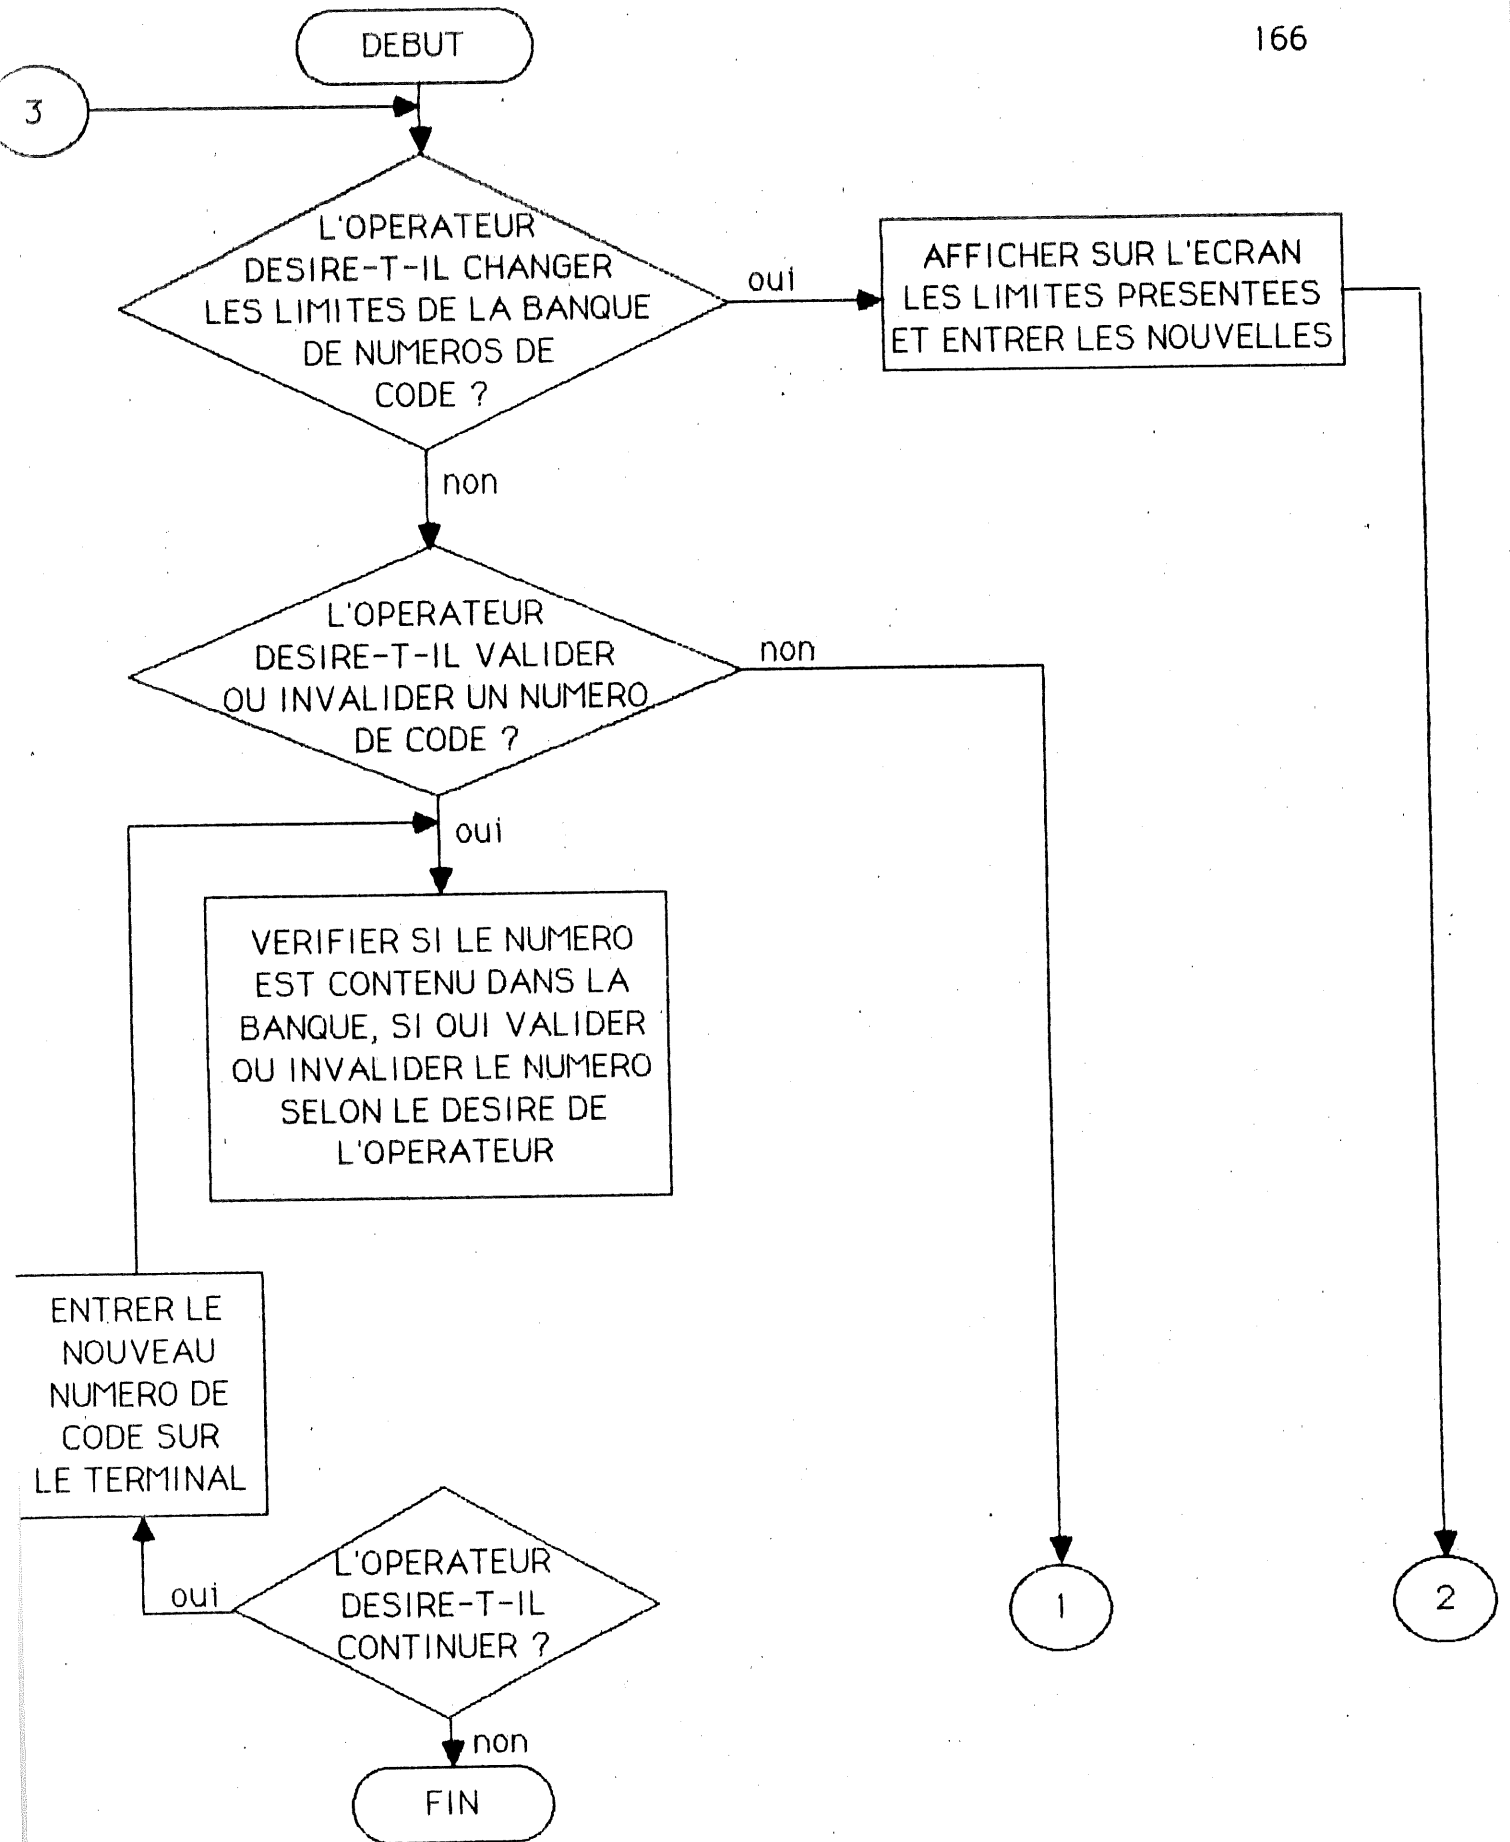 166
DEBUT
3
L'OPERATEUR
DESIRE-T-IL CHANGER
LES LIMITES DE LA BANQUE
DE NUMEROS DE
CODE ?
oui
AFFICHER SUR L'ECRAN
LES LIMITES PRESENTEES
ET ENTRER LES NOUVELLES
non
L'OPERATEUR
DESIRE-T-IL VALIDER
OU INVALIDER UN NUMERO
DE CODE ?
non
oui
VERIFIER SI LE NUMERO
EST CONTENU DANS LA
BANQUE, SI OUI VALIDER
OU INVALIDER LE NUMERO
SELON LE DESIRE DE
L'OPERATEUR
ENTRER LE
NOUVEAU
NUMERO DE
CODE SUR
LE TERMINAL
L'OPERATEUR
DESIRE-T-IL
CONTINUER ?
oui
1
2
non
FIN